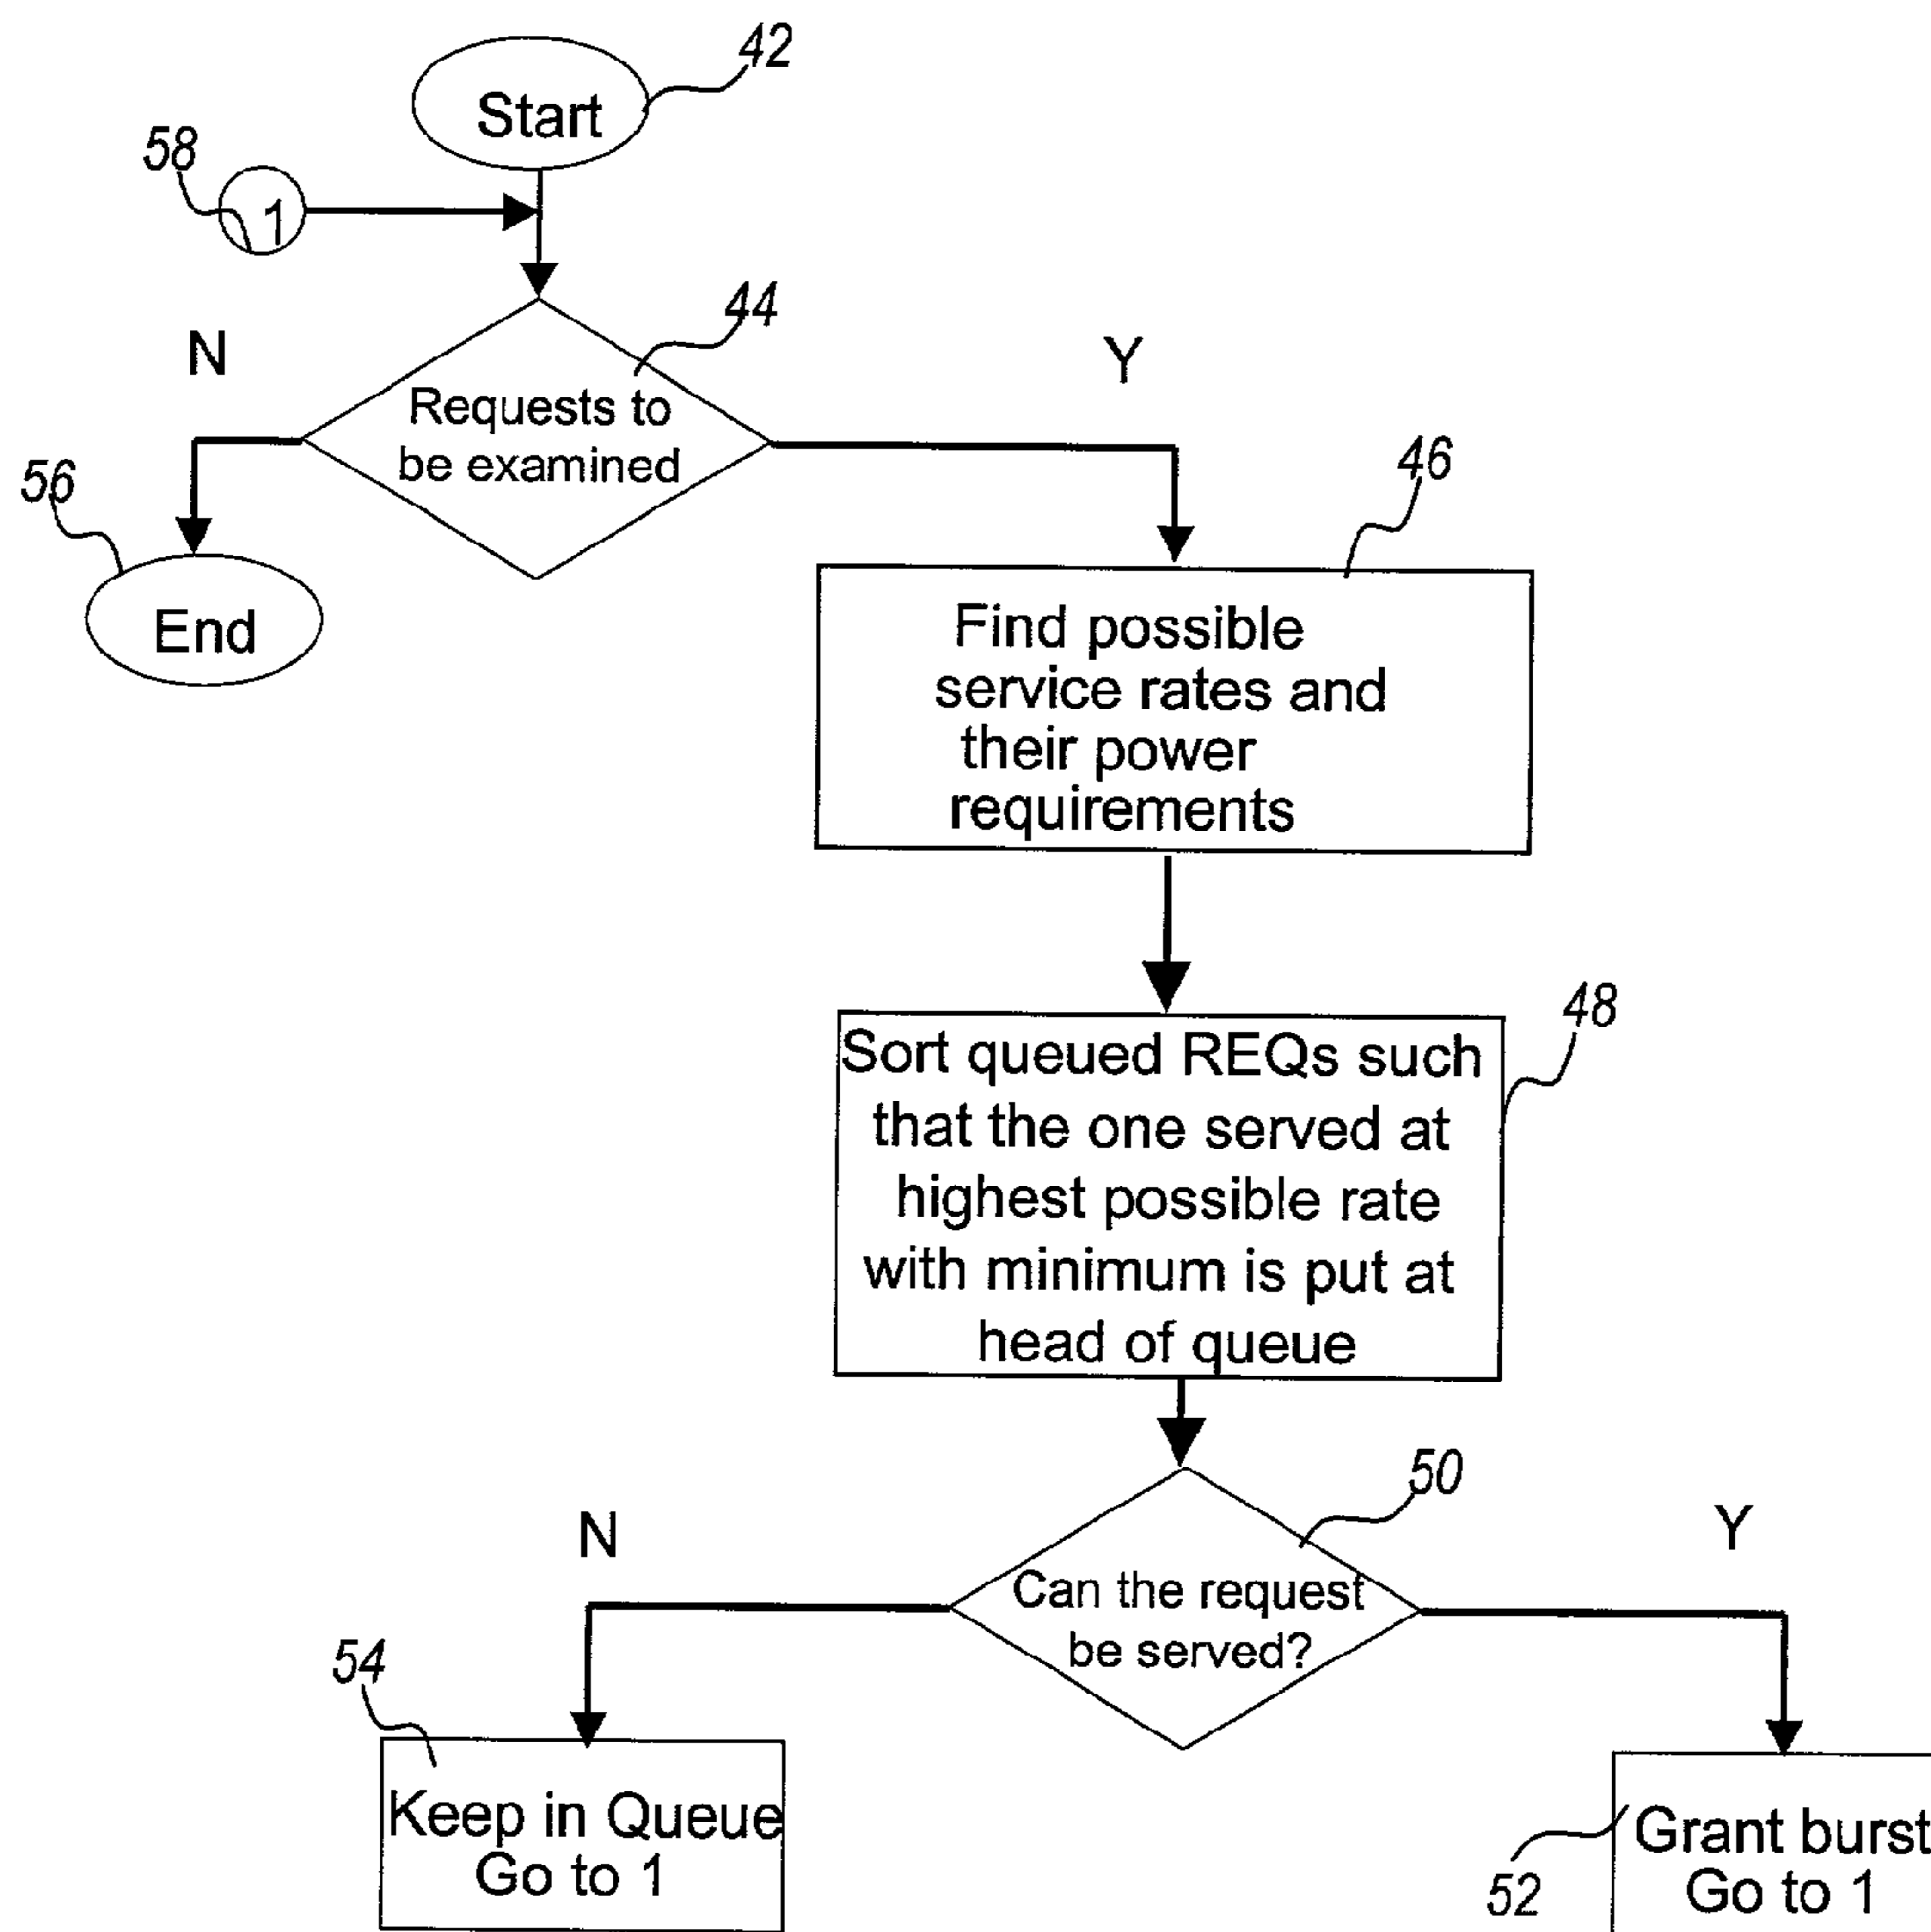 42
Start
58
1
44
N
Y
Requests to
be examined
46
56
End
Find possible
service rates and
their power
requirements
48
Sort queued REQs such
that the one served at
highest possible rate
with minimum is put at
head of queue
50
N
Y
Can the request
be served?
54
Keep in Queue
Go to 1
Grant burst
Go to 1
52